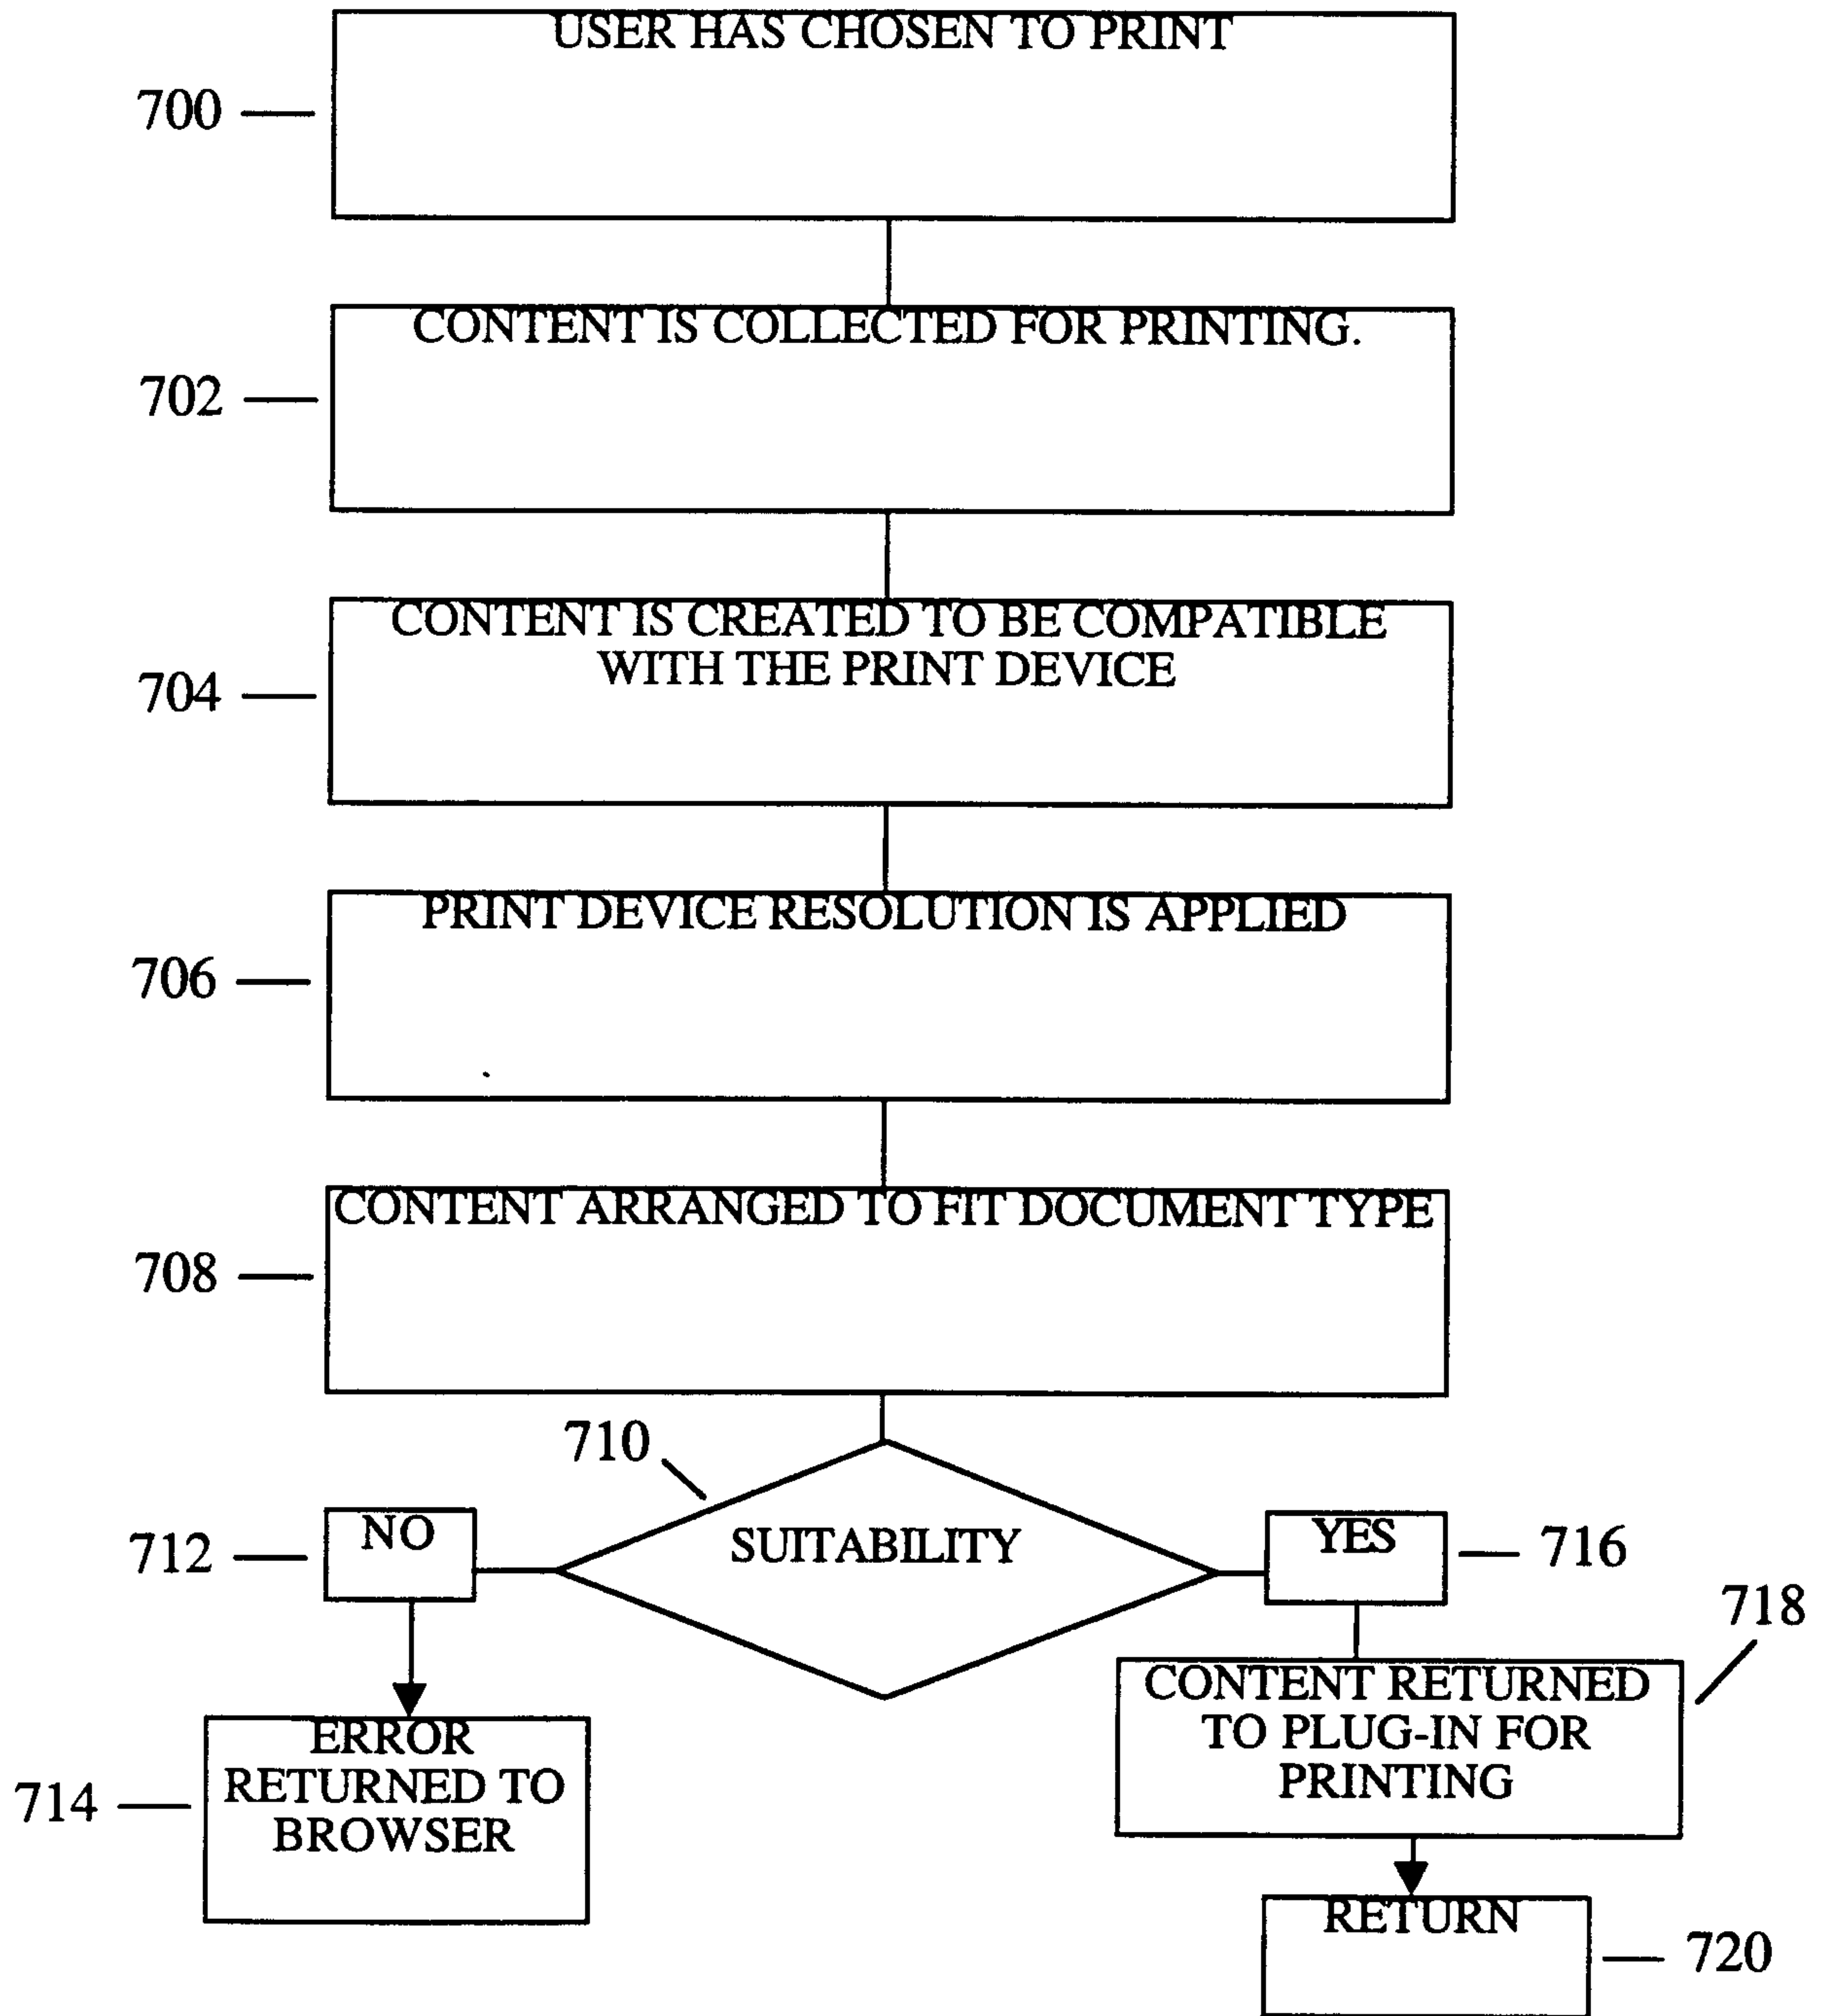 USER HAS CHOSEN TO PRINT
700
CONTENT IS COLLECTED FOR PRINTING.
702
CONTENT IS CREATED TO BE COMPATIBLE
WITH THE PRINT DEVICE
704
PRINT DEVICE RESOLUTION IS APPLIED
706
CONTENT ARRANGED TO FIT DOCUMENT TYPE
708
710
SUITABILITY
NO
712
YES
716
718
ERROR
RETURNED TO
BROWSER
714
CONTENT RETURNED
TO PLUG-IN FOR
PRINTING
RETURN
720